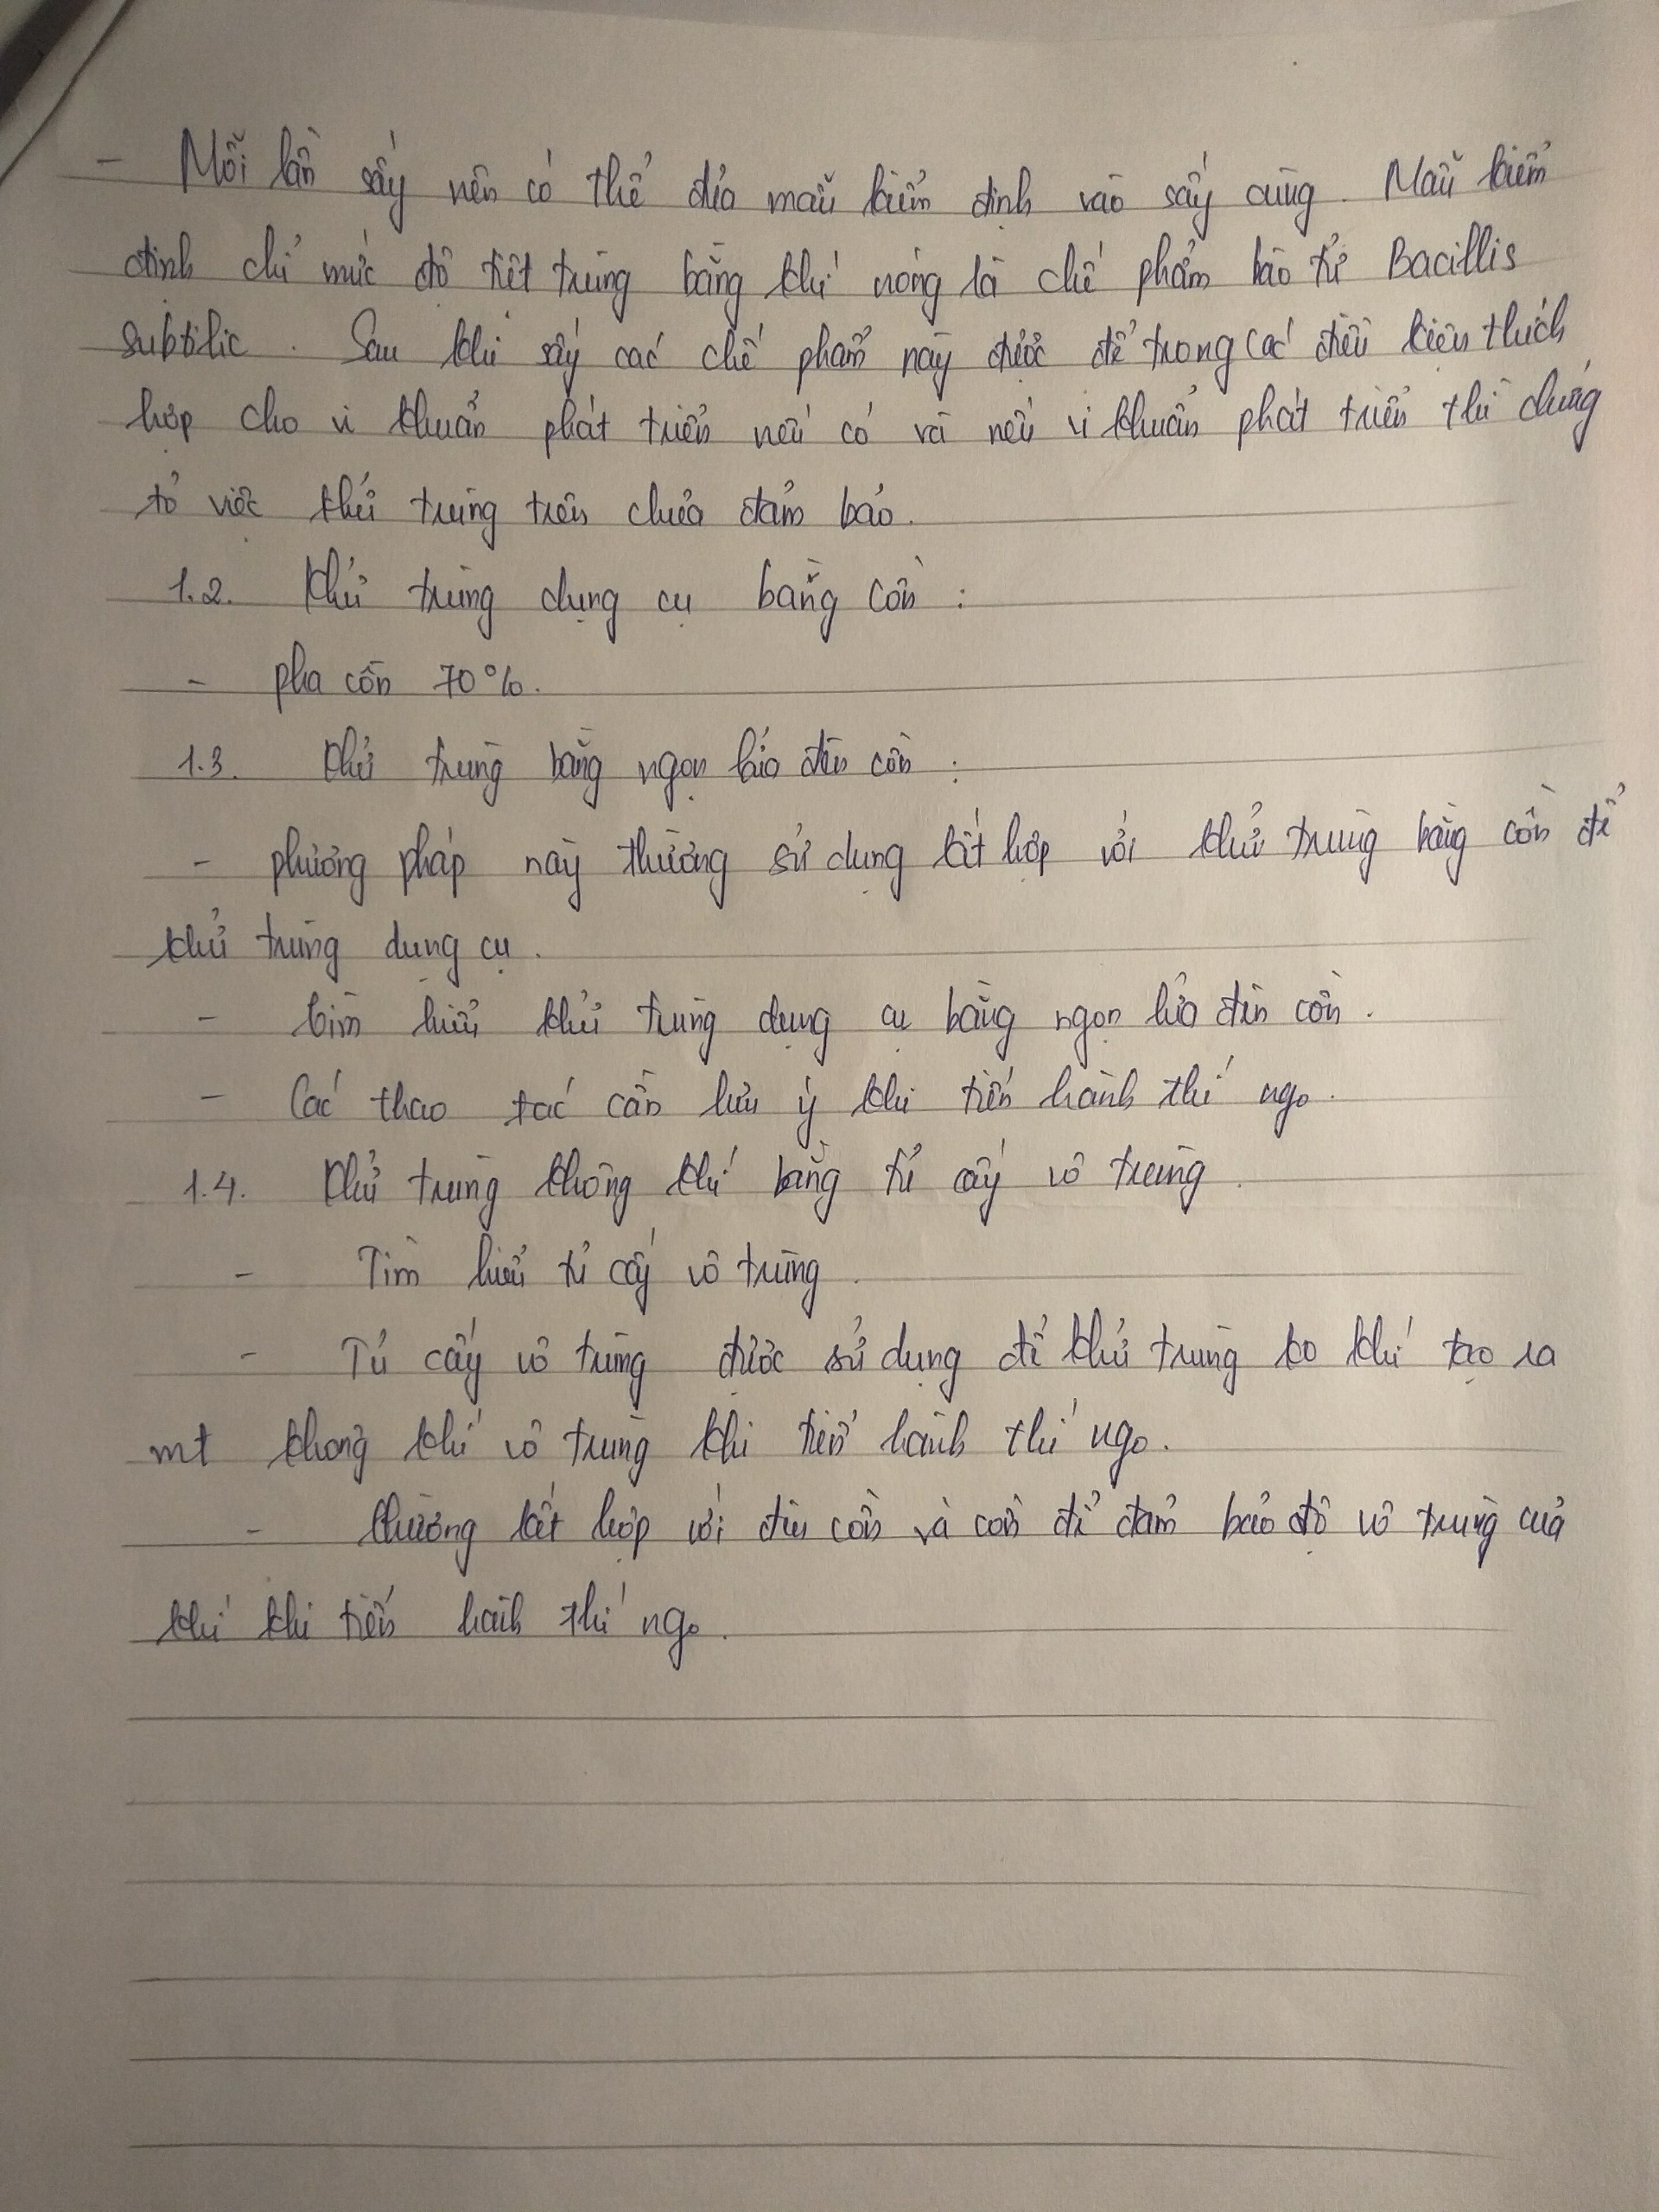 - Mỗi lần sấy nên có thể đưa mẫu kiểm định vào sấy cùng. Mẫu kiểm
định chỉ mức độ tiệt trùng bằng khí nóng là chế phẩm bào tử Bacillis
subtilic. Sau khi sấy các chế phẩm này được để trong các điều kiện thích
hợp cho vi khuẩn phát triển nếu có và nếu vi khuẩn phát triển thì chứng
tỏ việc khử trùng trên chưa đảm bảo.
1.2. Khử trùng dụng cụ bằng cồn :
- pha cồn 70%.
1.3. Khử trùng bằng ngọn lửa đèn cồn :
- phương pháp này thường sử dụng kết hợp với khử trùng bằng cồn để
khử trùng dụng cụ.
- tìm hiểu khử trùng dụng cụ bằng ngọn lửa đèn cồn.
- Các thao tác cần lưu ý khi tiến hành thí ngo.
1.4. Khử trùng không khí bằng tủ cấy vô trùng.
- Tìm hiểu tủ cấy vô trùng.
- Tủ cấy vô trùng được sử dụng để khử trùng ko khí tạo ra
mt không khí vô trùng khi tiến hành thí ngo.
- thường kết hợp với đèn cồn và cồn để đảm bảo độ vô trùng của
khí khi tiến hành thí ngo.